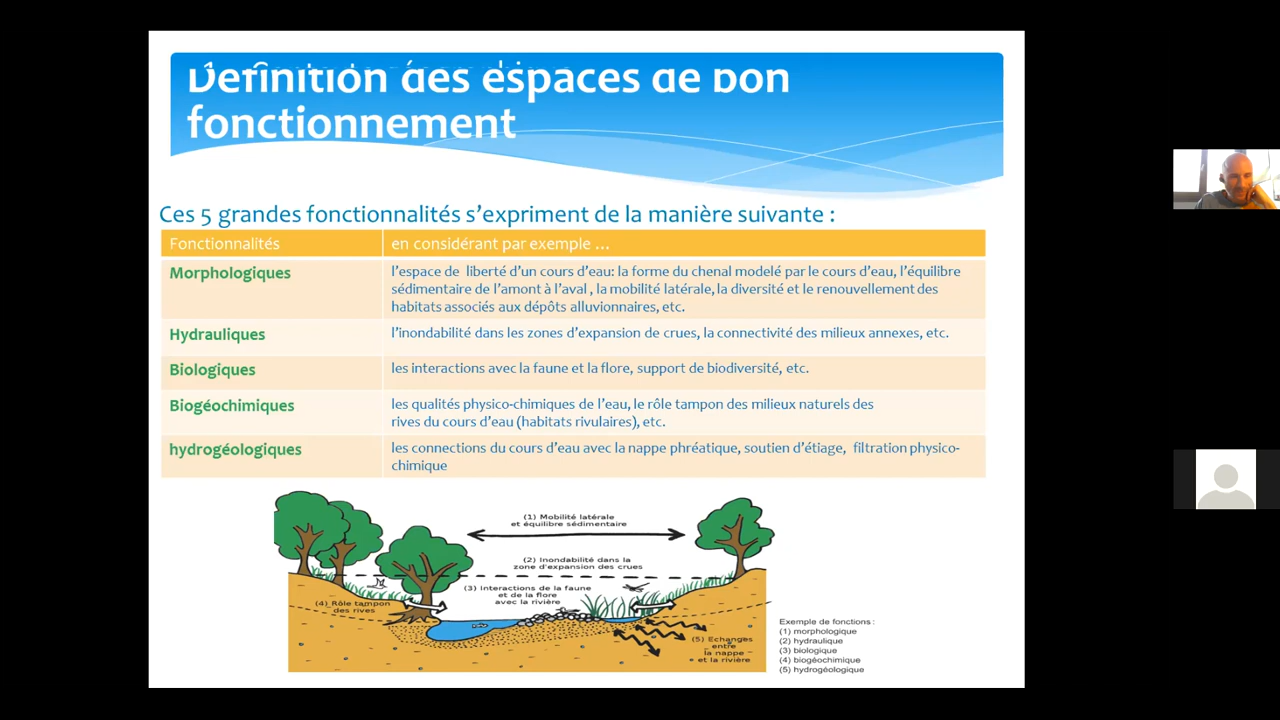 Définition des espaces de bon
fonctionnement
Ces 5 grandes fonctionnalités s’expriment de la manière suivante :
Fonctionnalités
en considérant par exemple …
Morphologiques
l’espace de liberté d’un cours d’eau: la forme du chenal modelé par le cours d’eau, l’équilibre
sédimentaire de l’amont à l’aval , la mobilité latérale, la diversité et le renouvellement des
habitats associés aux dépôts alluvionnaires, etc.
Hydrauliques
l’inondabilité dans les zones d’expansion de crues, la connectivité des milieux annexes, etc.
Biologiques
les interactions avec la faune et la flore, support de biodiversité, etc.
Biogéochimiques
les qualités physico-chimiques de l’eau, le rôle tampon des milieux naturels des
rives du cours d’eau (habitats rivulaires), etc.
hydrogéologiques
les connections du cours d’eau avec la nappe phréatique, soutien d’étiage, filtration physico-
chimique
(1) Mobilité latérale
et équilibre sédimentaire
(2) Inondabilité dans la
zone d'expansion des crues
(3) Interactions de la faune
et de la flore
avec la rivière
(4) Rôle tampon
des rives
(5) Echanges
entre
la nappe
et la rivière
Exemple de fonctions :
(1) morphologique
(2) hydraulique
(3) biologique
(4) biogéochimique
(5) hydrogéologique